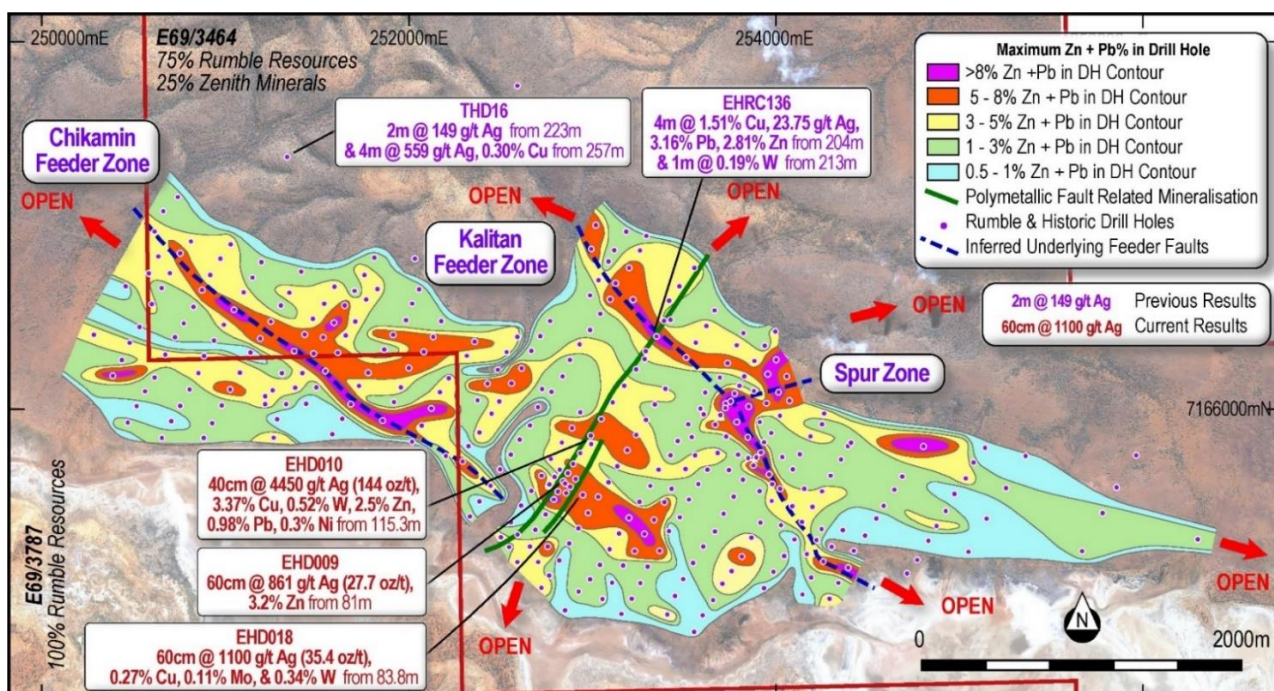 250000mE
E69/3464
75% Rumble Resources
25% Zenith Minerals
252000mE
254000mE
Maximum Zn + Pb% in Drill Hole
>8% Zn +Pb in DH Contour
5 - 8% Zn + Pb in DH Contour
3 - 5% Zn + Pb in DH Contour
1 - 3% Zn + Pb in DH Contour
0.5 - 1% Zn + Pb in DH Contour
Polymetallic Fault Related Mineralisation
Rumble & Historic Drill Holes
Inferred Underlying Feeder Faults
2m @ 149 g/t Ag Previous Results
60cm @ 1100 g/t Ag Current Results
THD16
2m @ 149 g/t Ag from 223m
& 4m @ 559 g/t Ag, 0.30% Cu from 257m
EHRC136
4m @ 1.51% Cu, 23.75 g/t Ag,
3.16% Pb, 2.81% Zn from 204m
& 1m @ 0.19% W from 213m
Chikamin
Feeder Zone
OPEN
OPEN
OPEN
Kalitan
Feeder Zone
OPEN
Spur Zone
7166000mN
EHD010
40cm @ 4450 g/t Ag (144 oz/t),
3.37% Cu, 0.52% W, 2.5% Zn,
0.98% Pb, 0.3% Ni from 115.3m
EHD009
60cm @ 861 g/t Ag (27.7 oz/t),
3.2% Zn from 81m
EHD018
60cm @ 1100 g/t Ag (35.4 oz/t),
0.27% Cu, 0.11% Mo, & 0.34% W from 83.8m
E69/3787
100% Rumble Resources
OPEN
OPEN
OPEN
N
0
2000m